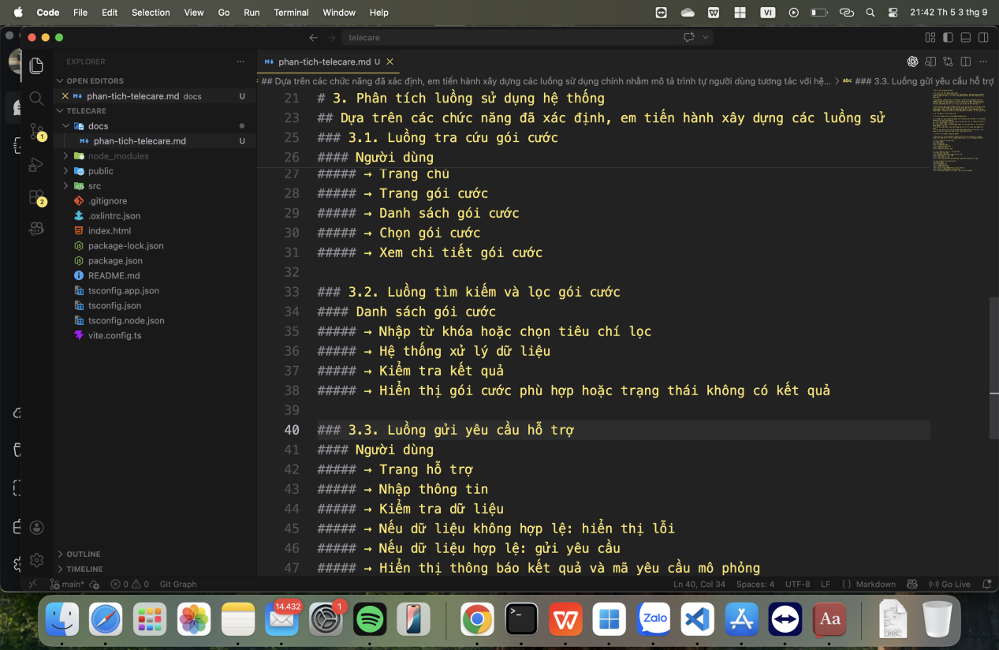 Code File Edit Selection View Go Run Terminal Window Help VI 21:42 Th 5 3 thg 9
telecare
EXPLORER
phan-tich-telecare.md U
OPEN EDITORS
## Dựa trên các chức năng đã xác định, em tiến hành xây dựng các luồng sử dụng chính nhằm mô tả trình tự người dùng tương tác với hệ... > abc ### 3.3. Luồng gửi yêu cầu hỗ trợ
phan-tich-telecare.md docs U
TELECARE
docs
phan-tich-telecare.md U
node_modules
public
src
.gitignore
.oxlintrc.json
index.html
package-lock.json
package.json
README.md
tsconfig.app.json
tsconfig.json
tsconfig.node.json
vite.config.ts
OUTLINE
TIMELINE
1
2
21 # 3. Phân tích luồng sử dụng hệ thống
23 ## Dựa trên các chức năng đã xác định, em tiến hành xây dựng các luồng sử
25 ### 3.1. Luồng tra cứu gói cước
26 #### Người dùng
27 ##### → Trang chủ
28 ##### → Trang gói cước
29 ##### → Danh sách gói cước
30 ##### → Chọn gói cước
31 ##### → Xem chi tiết gói cước
32
33 ### 3.2. Luồng tìm kiếm và lọc gói cước
34 #### Danh sách gói cước
35 ##### → Nhập từ khóa hoặc chọn tiêu chí lọc
36 ##### → Hệ thống xử lý dữ liệu
37 ##### → Kiểm tra kết quả
38 ##### → Hiển thị gói cước phù hợp hoặc trạng thái không có kết quả
39
40 ### 3.3. Luồng gửi yêu cầu hỗ trợ
41 #### Người dùng
42 ##### → Trang hỗ trợ
43 ##### → Nhập thông tin
44 ##### → Kiểm tra dữ liệu
45 ##### → Nếu dữ liệu không hợp lệ: hiển thị lỗi
46 ##### → Nếu dữ liệu hợp lệ: gửi yêu cầu
47 ##### → Hiển thị thông báo kết quả và mã yêu cầu mô phỏng
main* 0 0 Git Graph Ln 40, Col 34 Spaces: 4 UTF-8 LF { } Markdown Go Live
14.432
1
Zalo
Aa
DOC